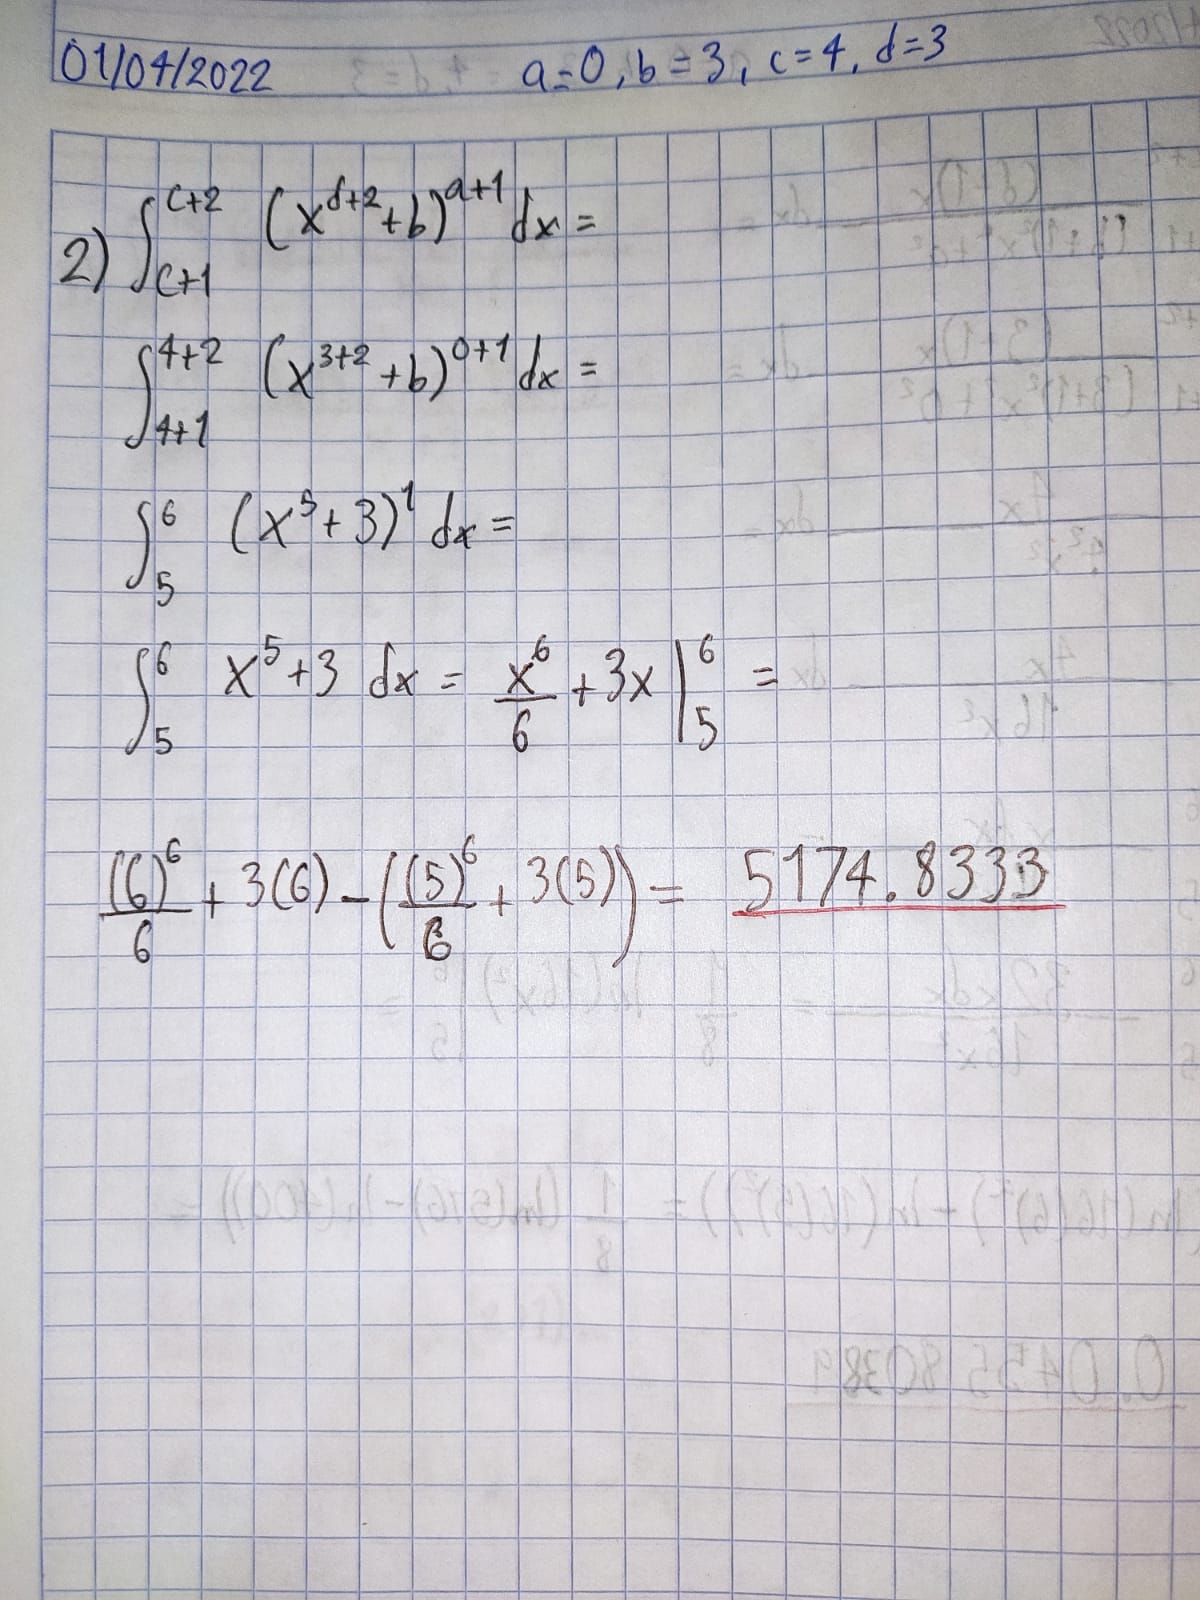 01/04/2022 a=0, b=3, c=4, d=3
2) ∫_{c+1}^{c+2} (x^{d+2}+b)^{a+1} dx =
∫_{4+1}^{4+2} (x^{3+2}+b)^{0+1} dx =
∫_5^6 (x^5+3)^1 dx =
∫_5^6 x^5+3 dx = x^6/6 + 3x |_5^6 =
(6)^6/6 + 3(6) - ((5)^6/6 + 3(5)) = 5174.8333